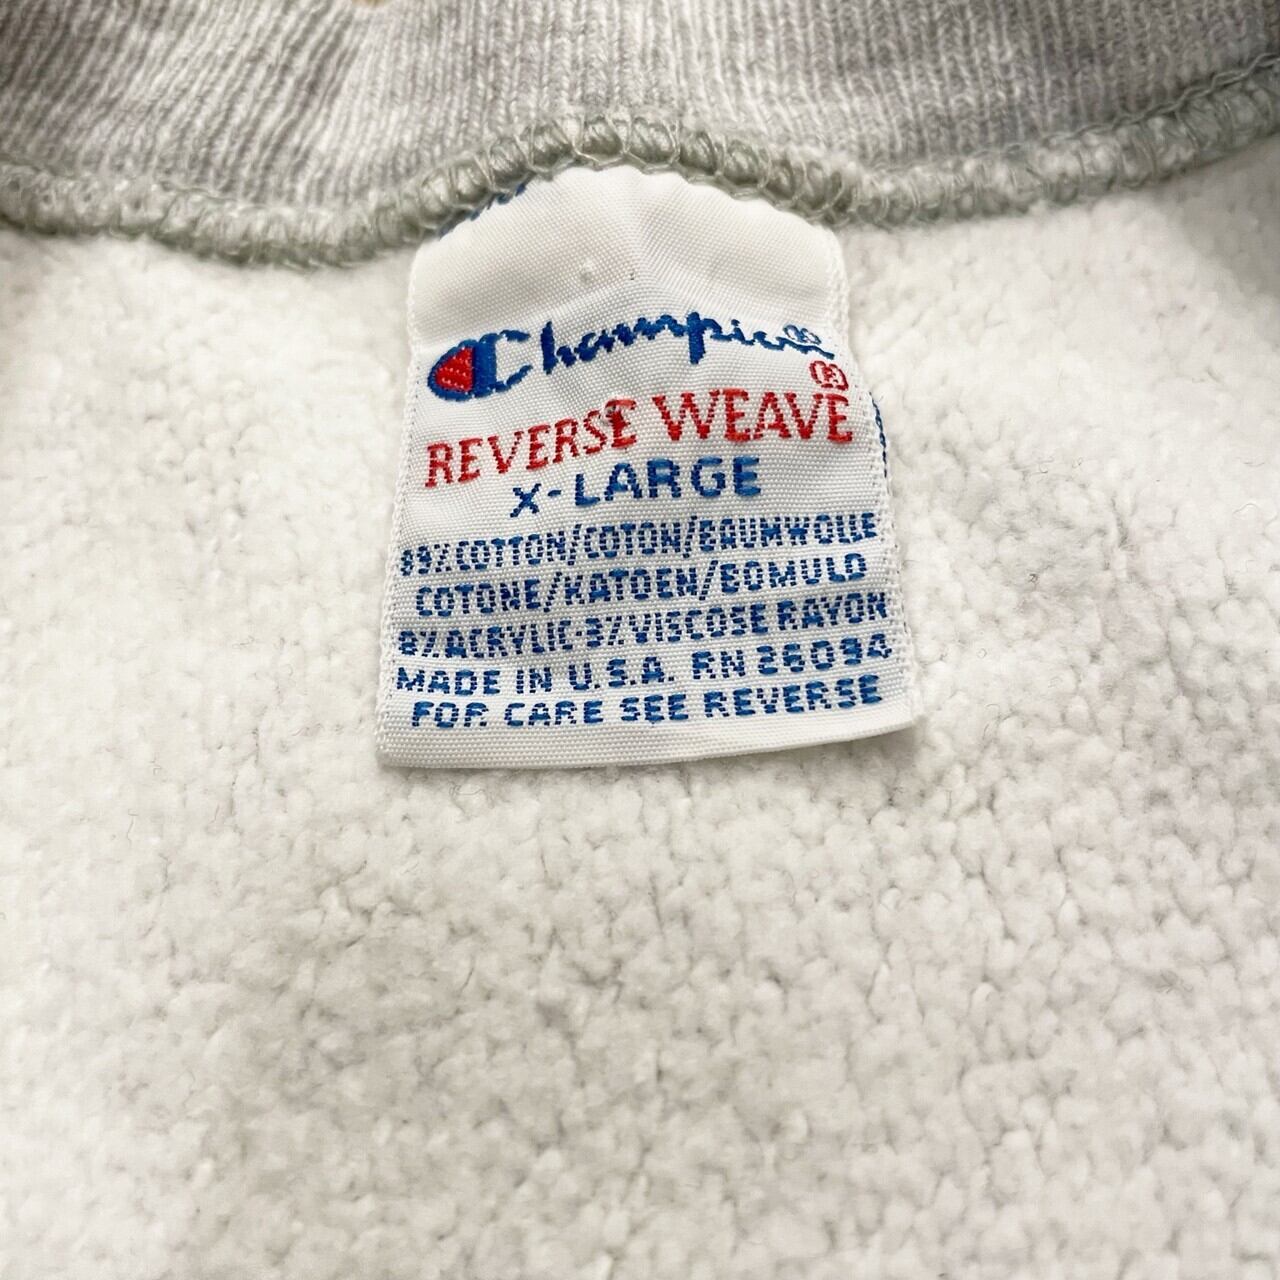 Champion®
REVERSE WEAVE®
X-LARGE
89% COTTON/COTON/BAUMWOLLE
COTONE/KATOEN/BOMULD
8% ACRYLIC-3% VISCOSE RAYON
MADE IN U.S.A. RN 26094
FOR CARE SEE REVERSE